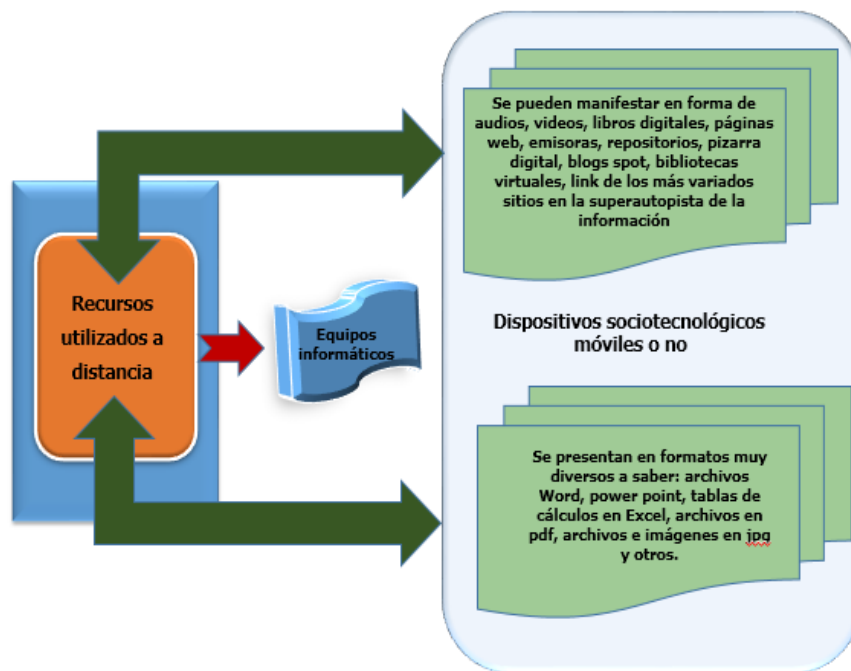 Se pueden manifestar en forma de
audios, videos, libros digitales, páginas
web, emisoras, repositorios, pizarra
digital, blogs spot, bibliotecas
virtuales, link de los más variados
sitios en la superautopista de la
información
Recursos
utilizados a
distancia
Equipos
informáticos
Dispositivos sociotecnológicos
móviles o no
Se presentan en formatos muy
diversos a saber: archivos
Word, power point, tablas de
cálculos en Excel, archivos en
pdf, archivos e imágenes en jpg
y otros.